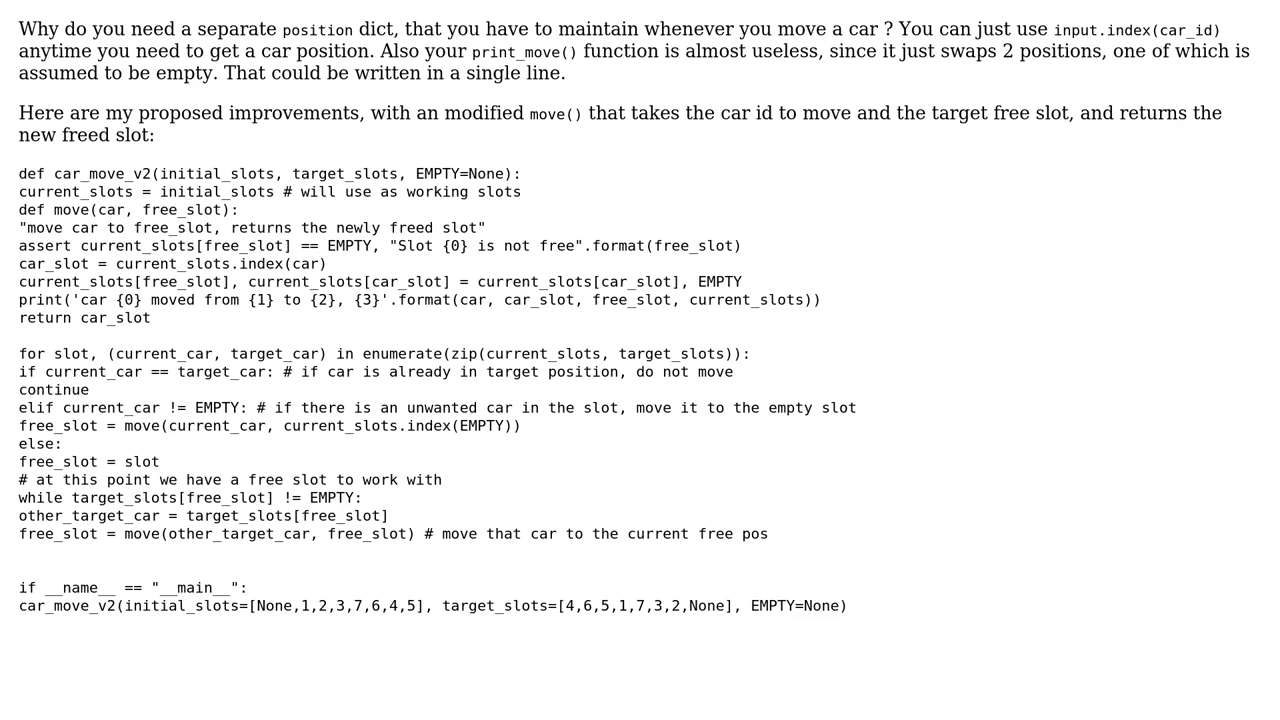 Why do you need a separate position dict, that you have to maintain whenever you move a car ? You can just use input.index(car_id)
anytime you need to get a car position. Also your print_move() function is almost useless, since it just swaps 2 positions, one of which is
assumed to be empty. That could be written in a single line.
Here are my proposed improvements, with an modified move() that takes the car id to move and the target free slot, and returns the
new freed slot:
def car_move_v2(initial_slots, target_slots, EMPTY=None):
current_slots = initial_slots # will use as working slots
def move(car, free_slot):
"move car to free_slot, returns the newly freed slot"
assert current_slots[free_slot] == EMPTY, "Slot {0} is not free".format(free_slot)
car_slot = current_slots.index(car)
current_slots[free_slot], current_slots[car_slot] = current_slots[car_slot], EMPTY
print('car {0} moved from {1} to {2}, {3}'.format(car, car_slot, free_slot, current_slots))
return car_slot
for slot, (current_car, target_car) in enumerate(zip(current_slots, target_slots)):
if current_car == target_car: # if car is already in target position, do not move
continue
elif current_car != EMPTY: # if there is an unwanted car in the slot, move it to the empty slot
free_slot = move(current_car, current_slots.index(EMPTY))
else:
free_slot = slot
# at this point we have a free slot to work with
while target_slots[free_slot] != EMPTY:
other_target_car = target_slots[free_slot]
free_slot = move(other_target_car, free_slot) # move that car to the current free pos
if __name__ == "__main__":
car_move_v2(initial_slots=[None,1,2,3,7,6,4,5], target_slots=[4,6,5,1,7,3,2,None], EMPTY=None)